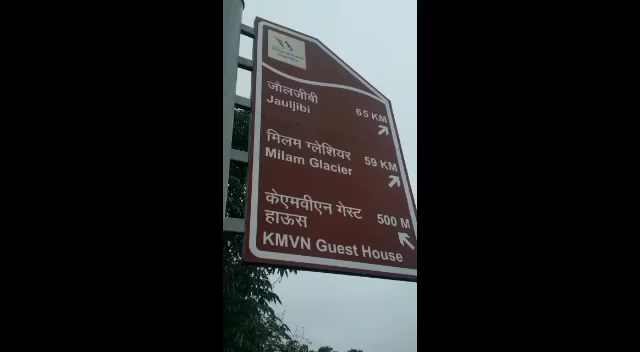 जौलजीबी
Jauljibi
65 KM
मिलम ग्लेशियर
Milam Glacier
59 KM
केएमवीएन गेस्ट
हाऊस
500 M
KMVN Guest House